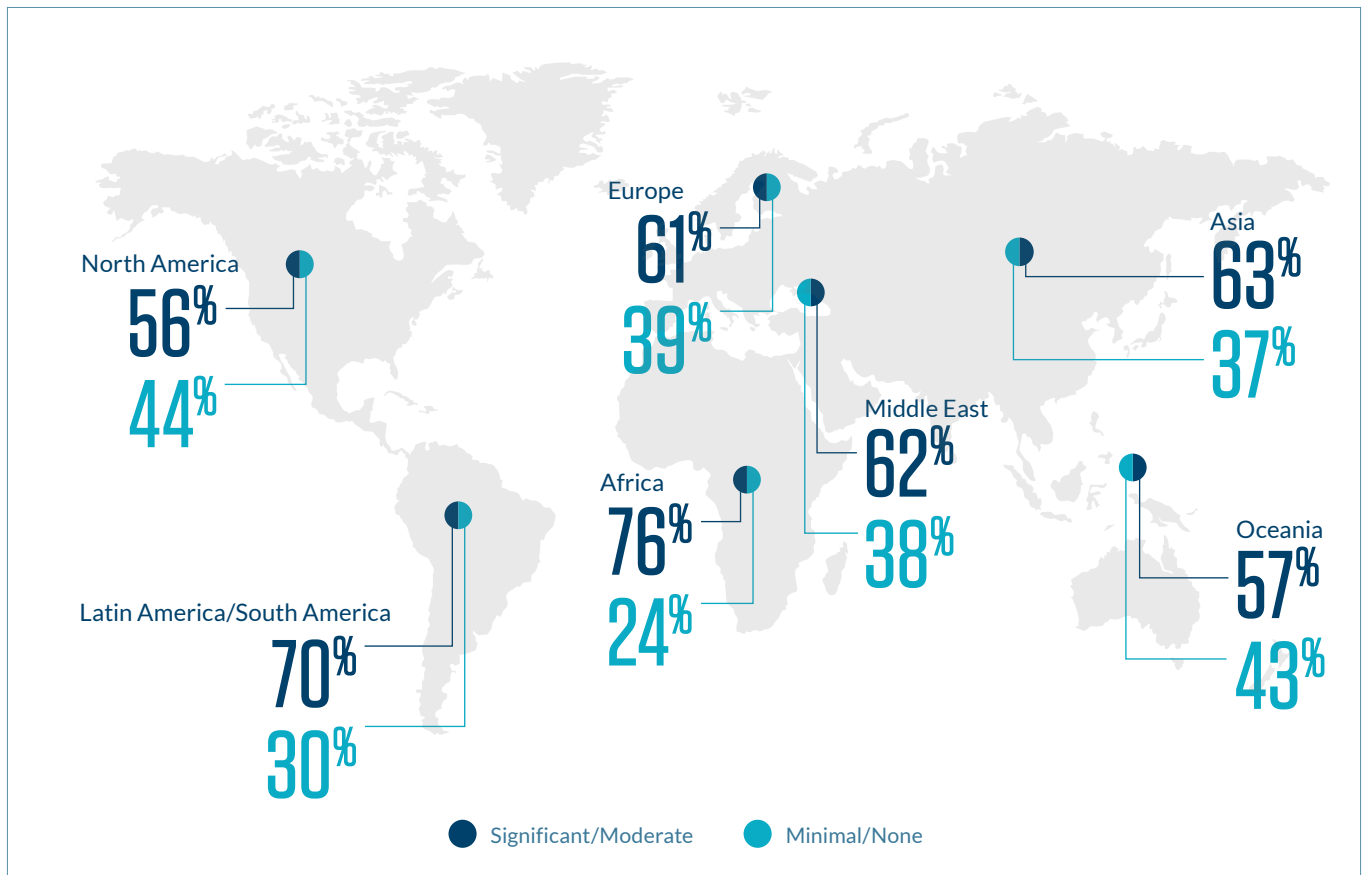 North America
56%
44%
Latin America/South America
70%
30%
Europe
61%
39%
Africa
76%
24%
Middle East
62%
38%
Asia
63%
37%
Oceania
57%
43%
Significant/Moderate
Minimal/None